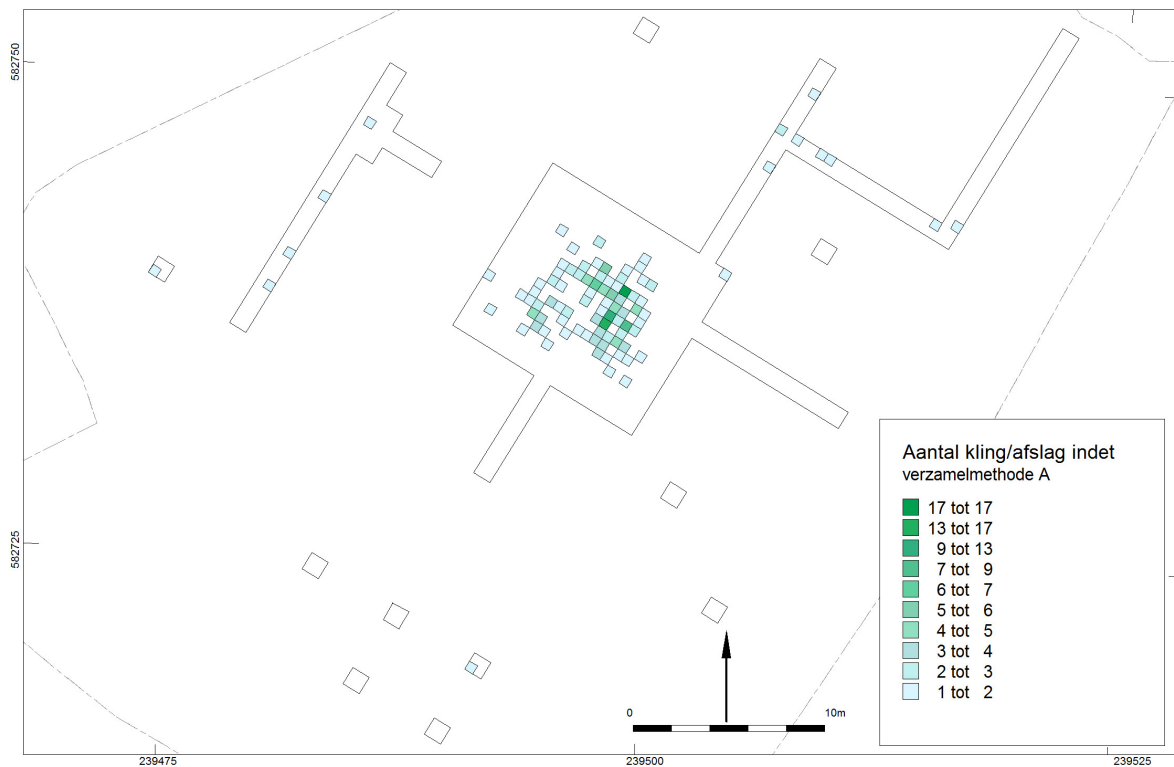 582750
582725
Aantal kling/afslag indet
verzamelmethode A
17 tot 17
13 tot 17
9 tot 13
7 tot 9
6 tot 7
5 tot 6
4 tot 5
3 tot 4
2 tot 3
1 tot 2
0 10m
239475 239500 239525